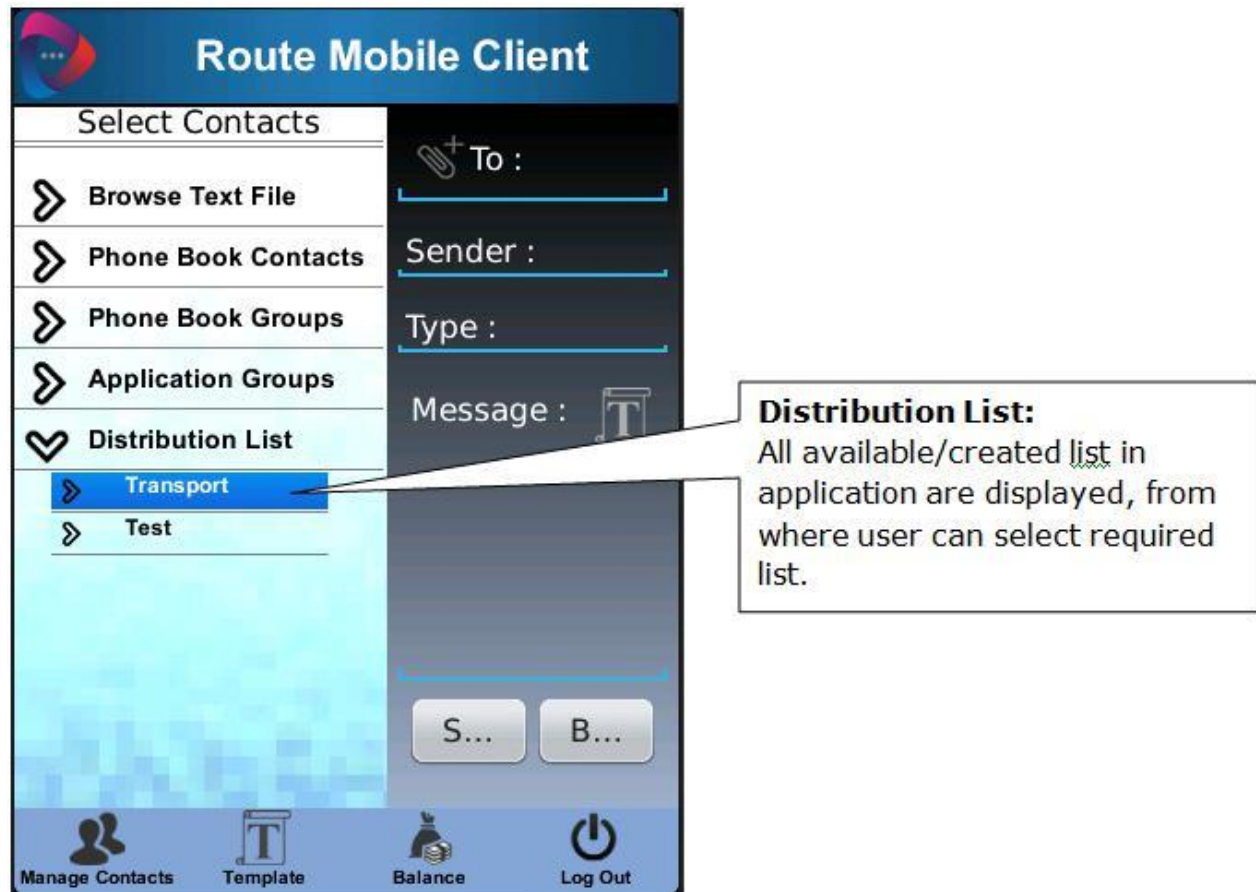 Route Mobile Client
Select Contacts
Browse Text File
Phone Book Contacts
Phone Book Groups
Application Groups
Distribution List
Transport
Test
To :
Sender :
Type :
Message :
T
S...
B...
Distribution List:
All available/created list in
application are displayed, from
where user can select required
list.
T
Manage Contacts
Template
Balance
Log Out